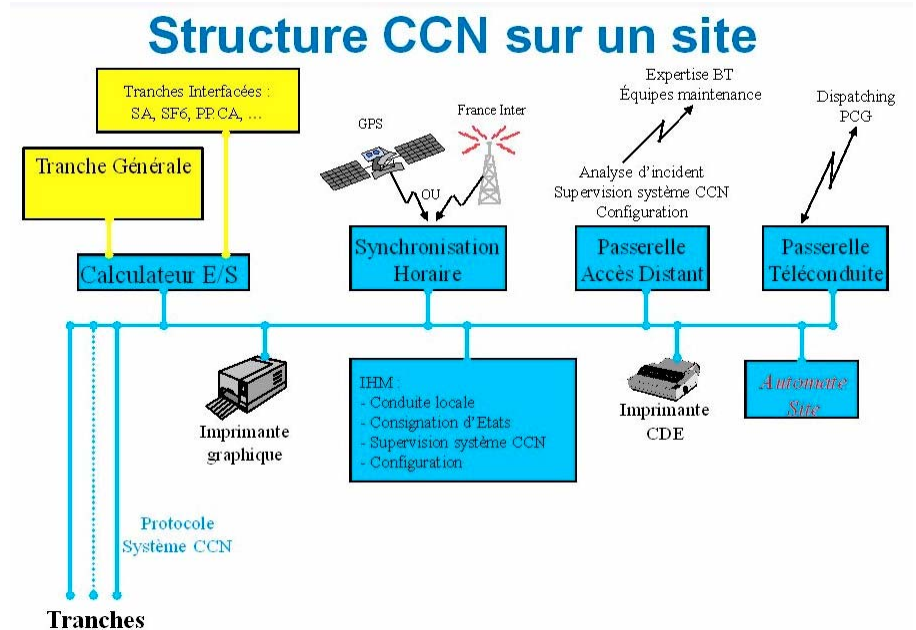 Structure CCN sur un site
Tranches Interfacées :
SA, SF6, PP,CA, ...
Tranche Générale
Calculateur E/S
GPS
France Inter
OU
Synchronisation
Horaire
Expertise BT
Équipes maintenance
Analyse d'incident
Supervision système CCN
Configuration
Passerelle
Accès Distant
Dispatching
PCG
Passerelle
Téléconduite
Imprimante
graphique
IHM :
- Conduite locale
- Consignation d'Etats
- Supervision système CCN
- Configuration
Imprimante
CDE
Automate
Site
Protocole
Système CCN
Tranches